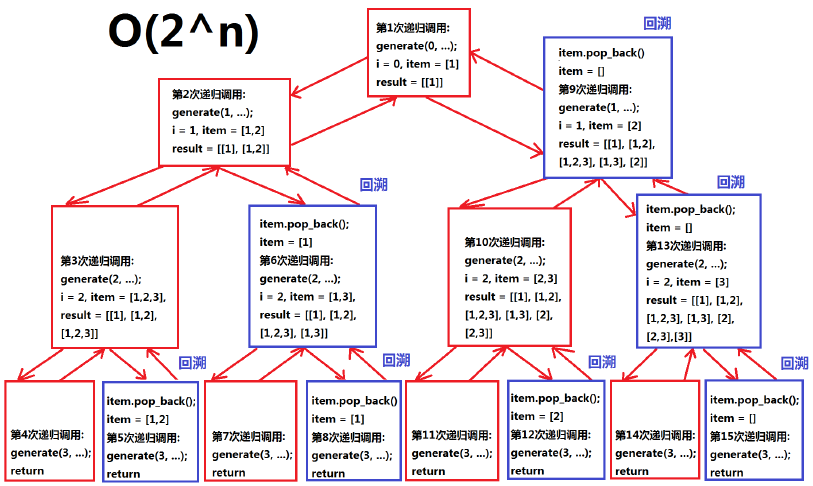 O(2^n)
第1次递归调用:
generate(0, ...);
i = 0, item = [1]
result = [[1]]
回溯
item.pop_back()
item = []
第9次递归调用:
generate(1, ...);
i = 1, item = [2]
result = [[1], [1,2],
[1,2,3], [1,3], [2]]
第2次递归调用:
generate(1, ...);
i = 1, item = [1,2]
result = [[1], [1,2]]
回溯
回溯
第3次递归调用:
generate(2, ...);
i = 2, item = [1,2,3],
result = [[1], [1,2],
[1,2,3]]
item.pop_back();
item = [1]
第6次递归调用:
generate(2, ...);
i = 2, item = [1,3],
result = [[1], [1,2],
[1,2,3], [1,3]]
第10次递归调用:
generate(2, ...);
i = 2, item = [2,3]
result = [[1], [1,2],
[1,2,3], [1,3], [2],
[2,3]]
item.pop_back();
item = []
第13次递归调用:
generate(2, ...);
i = 2, item = [3]
result = [[1], [1,2],
[1,2,3], [1,3], [2],
[2,3],[3]]
回溯
回溯
回溯
回溯
第4次递归调用:
generate(3, ...);
return
item.pop_back();
item = [1,2]
第5次递归调用:
generate(3, ...);
return
第7次递归调用:
generate(3, ...);
return
item.pop_back()
item = [1]
第8次递归调用:
generate(3, ...);
return
第11次递归调用:
generate(3, ...);
return
item.pop_back();
item = [2]
第12次递归调用:
generate(3, ...);
return
第14次递归调用:
generate(3, ...);
return
item.pop_back();
item = []
第15次递归调用:
generate(3, ...);
return